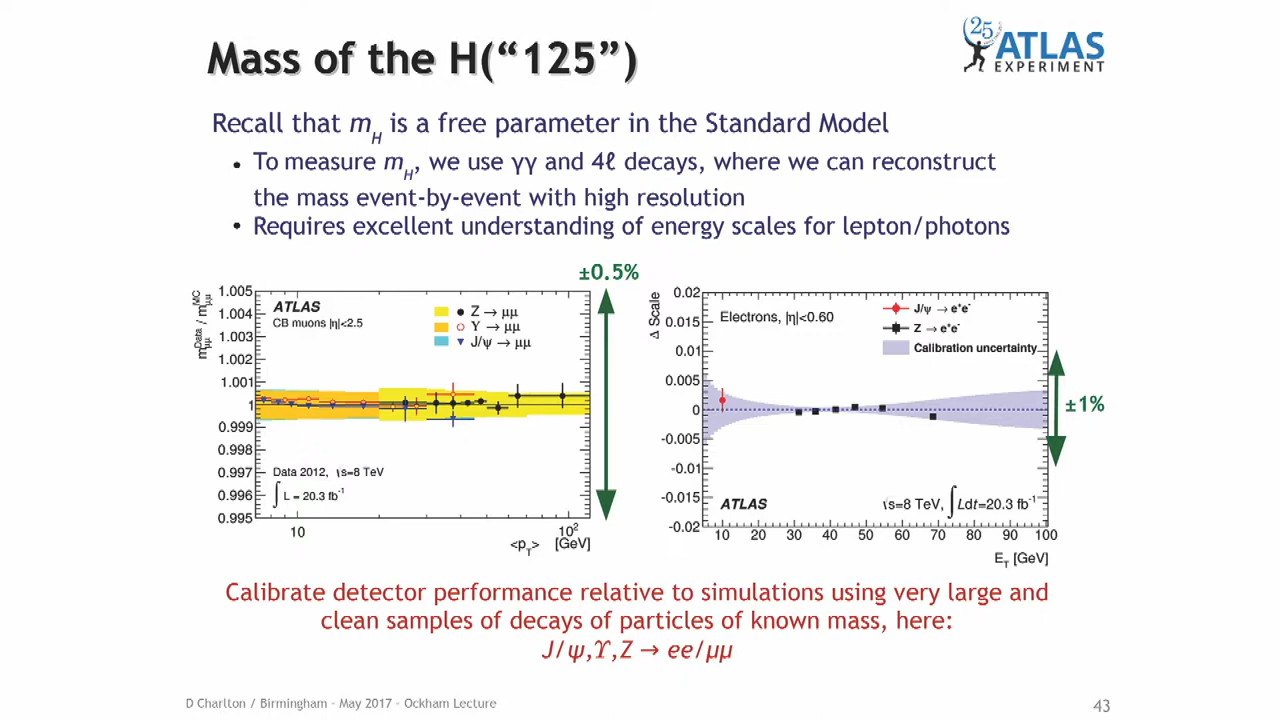 Mass of the H(“125”)
25
ATLAS
EXPERIMENT
Recall that mH is a free parameter in the Standard Model
• To measure mH, we use γγ and 4ℓ decays, where we can reconstruct
the mass event-by-event with high resolution
• Requires excellent understanding of energy scales for lepton/photons
±0.5%
mμμData / mμμMC
1.005
1.004
1.003
1.002
1.001
1
0.999
0.998
0.997
0.996
0.995
ATLAS
CB muons |η|<2.5
Z → μμ
ϒ → μμ
J/ψ → μμ
Data 2012, √s=8 TeV
∫ L = 20.3 fb-1
10
10²
<pT> [GeV]
Δ Scale
0.02
0.015
0.01
0.005
0
-0.005
-0.01
-0.015
-0.02
Electrons, |η|<0.60
J/ψ → e+e-
Z → e+e-
Calibration uncertainty
±1%
ATLAS
√s=8 TeV, ∫Ldt=20.3 fb-1
10 20 30 40 50 60 70 80 90 100
ET [GeV]
Calibrate detector performance relative to simulations using very large and
clean samples of decays of particles of known mass, here:
J/ψ,ϒ,Z → ee/μμ
D Charlton / Birmingham – May 2017 – Ockham Lecture
43